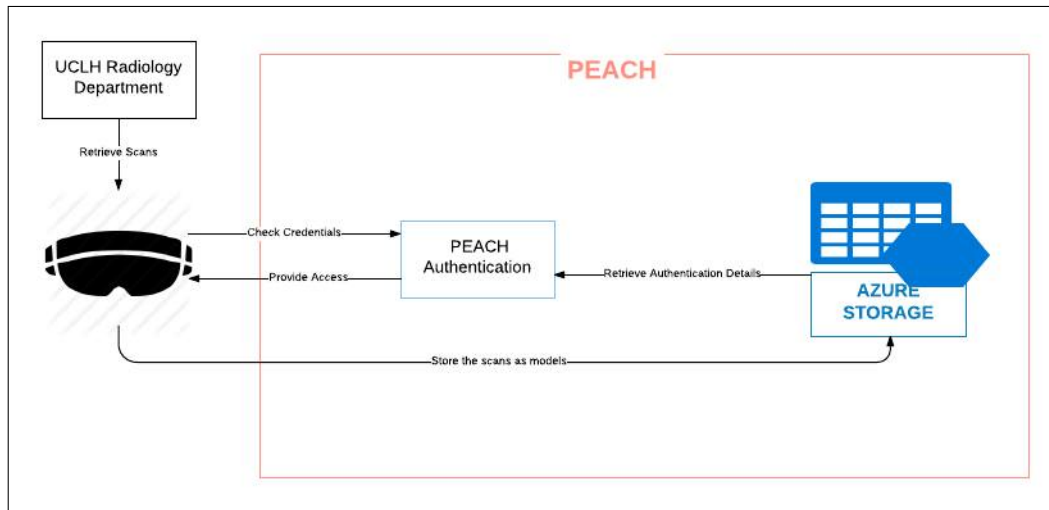 UCLH Radiology
Department
PEACH
Retrieve Scans
Check Credentials
PEACH
Authentication
Provide Access
Retrieve Authentication Details
AZURE
STORAGE
Store the scans as models